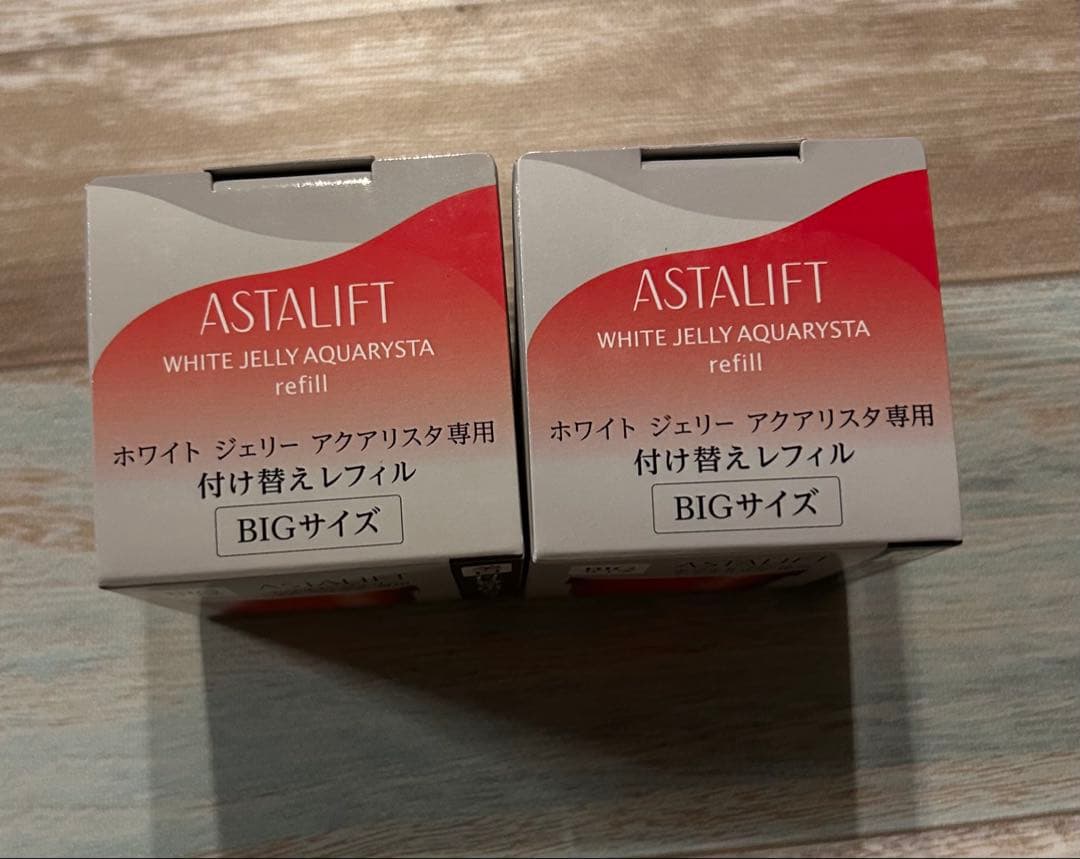 ASTALIFT
WHITE JELLY AQUARYSTA
refill
ホワイト ジェリー アクアリスタ専用
付け替えレフィル
BIGサイズ
ASTALIFT
ASTALIFT
WHITE JELLY AQUARYSTA
refill
ホワイト ジェリー アクアリスタ専用
付け替えレフィル
BIGサイズ
BIG
ASTALIFT